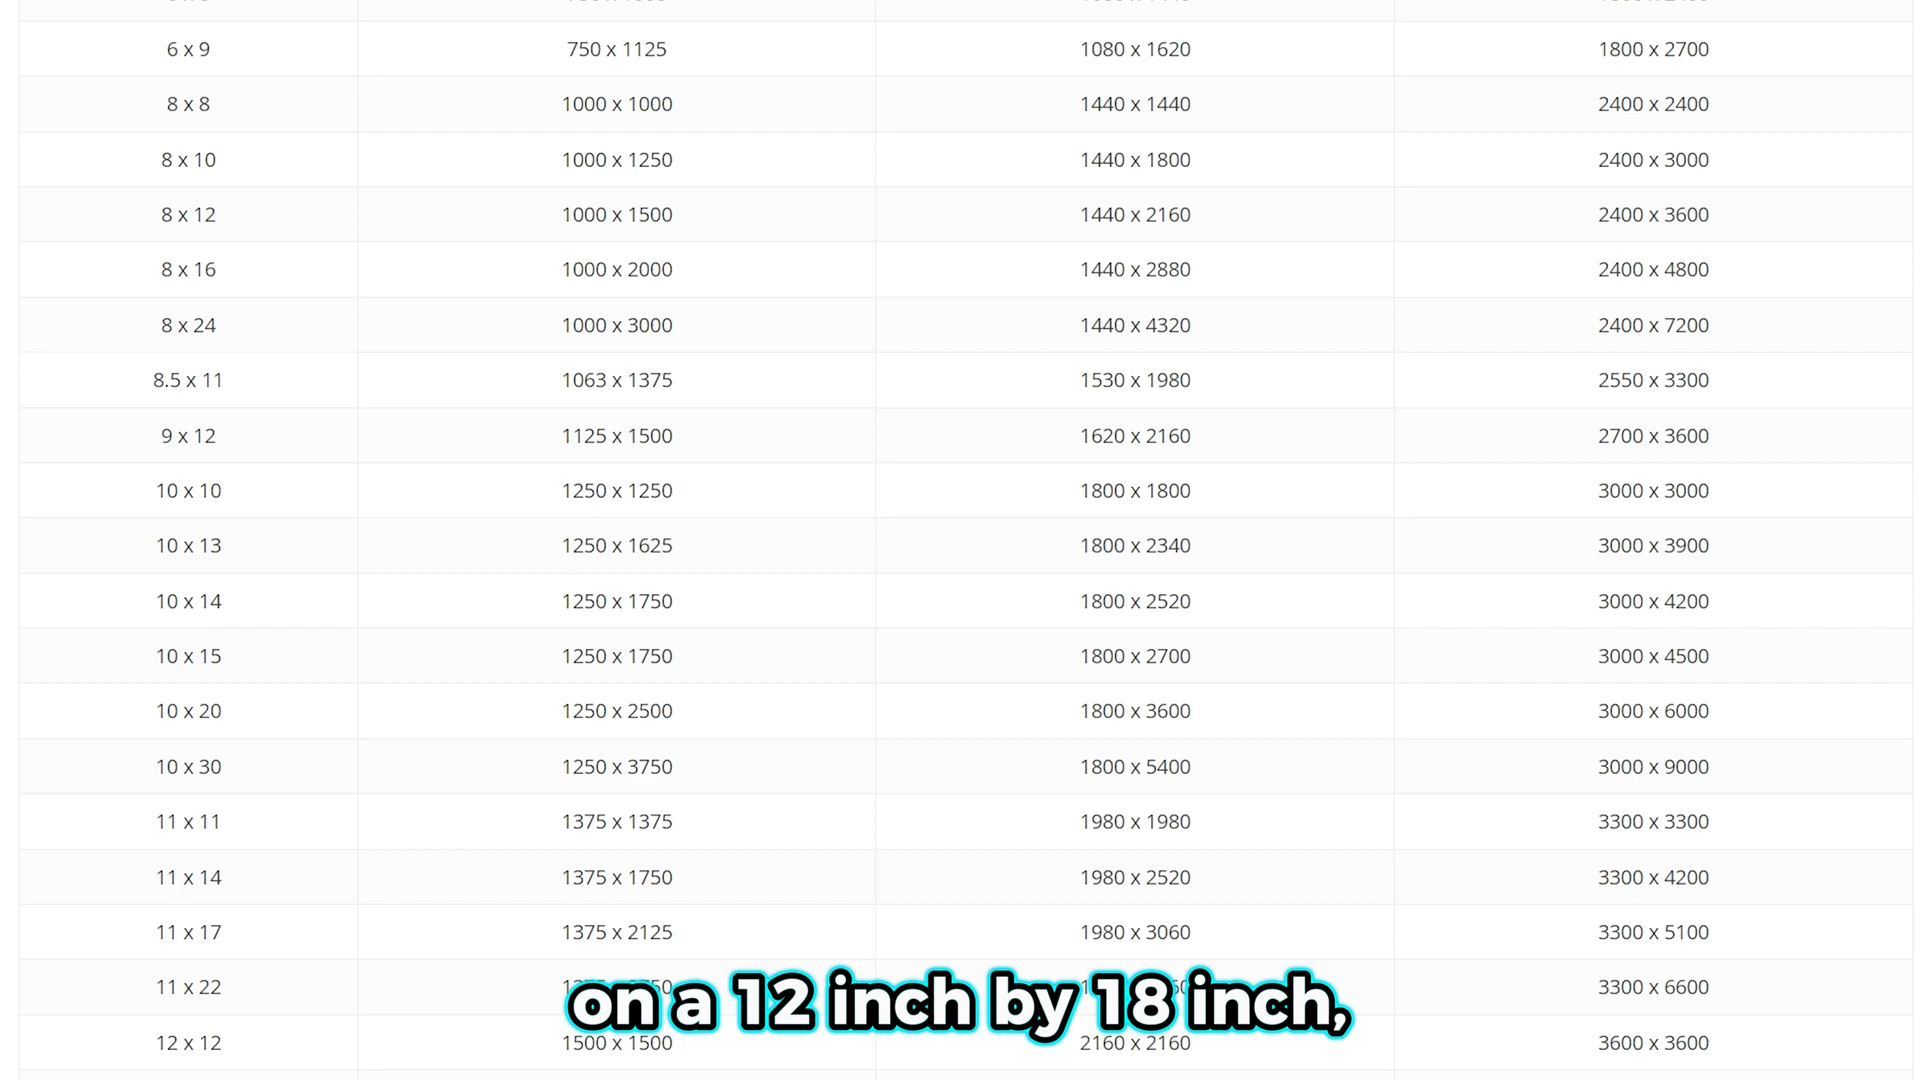 6 x 9 750 x 1125 1080 x 1620 1800 x 2700
8 x 8 1000 x 1000 1440 x 1440 2400 x 2400
8 x 10 1000 x 1250 1440 x 1800 2400 x 3000
8 x 12 1000 x 1500 1440 x 2160 2400 x 3600
8 x 16 1000 x 2000 1440 x 2880 2400 x 4800
8 x 24 1000 x 3000 1440 x 4320 2400 x 7200
8.5 x 11 1063 x 1375 1530 x 1980 2550 x 3300
9 x 12 1125 x 1500 1620 x 2160 2700 x 3600
10 x 10 1250 x 1250 1800 x 1800 3000 x 3000
10 x 13 1250 x 1625 1800 x 2340 3000 x 3900
10 x 14 1250 x 1750 1800 x 2520 3000 x 4200
10 x 15 1250 x 1750 1800 x 2700 3000 x 4500
10 x 20 1250 x 2500 1800 x 3600 3000 x 6000
10 x 30 1250 x 3750 1800 x 5400 3000 x 9000
11 x 11 1375 x 1375 1980 x 1980 3300 x 3300
11 x 14 1375 x 1750 1980 x 2520 3300 x 4200
11 x 17 1375 x 2125 1980 x 3060 3300 x 5100
11 x 22 3300 x 6600
on a 12 inch by 18 inch,
12 x 12 1500 x 1500 2160 x 2160 3600 x 3600